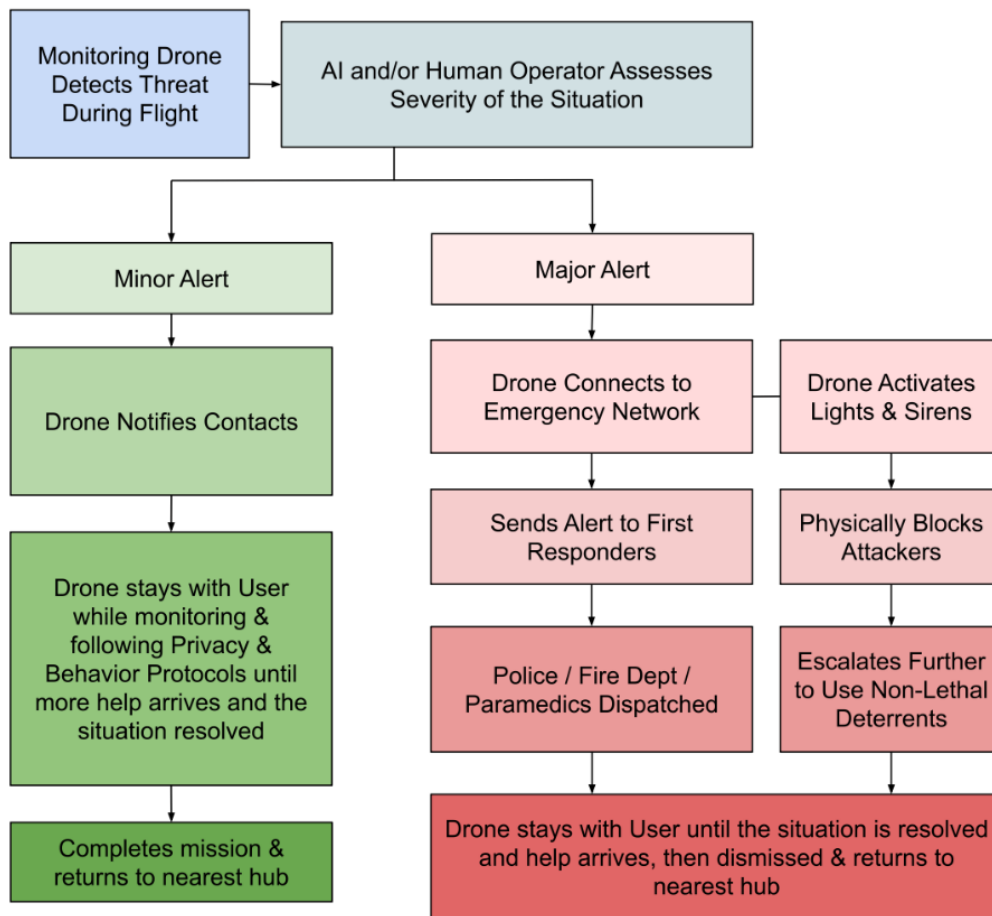 Monitoring Drone
Detects Threat
During Flight
AI and/or Human Operator Assesses
Severity of the Situation
Minor Alert
Major Alert
Drone Notifies Contacts
Drone Connects to
Emergency Network
Drone Activates
Lights & Sirens
Sends Alert to First
Responders
Physically Blocks
Attackers
Drone stays with User
while monitoring &
following Privacy &
Behavior Protocols until
more help arrives and the
situation resolved
Police / Fire Dept /
Paramedics Dispatched
Escalates Further
to Use Non-Lethal
Deterrents
Completes mission &
returns to nearest hub
Drone stays with User until the situation is resolved
and help arrives, then dismissed & returns to
nearest hub